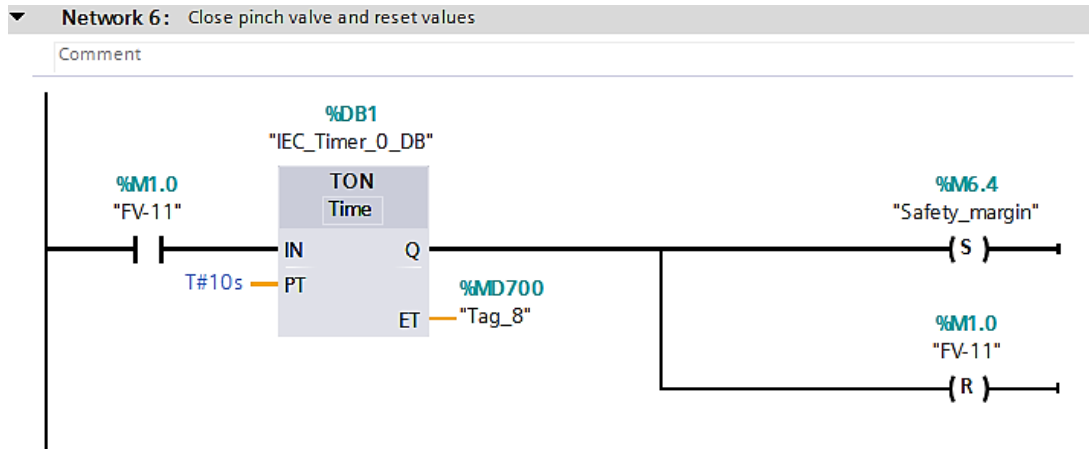 Network 6: Close pinch valve and reset values
Comment
%DB1
"IEC_Timer_0_DB"
%M1.0
"FV-11"
TON
Time
IN
Q
T#10s
PT
ET
%MD700
"Tag_8"
%M6.4
"Safety_margin"
S
%M1.0
"FV-11"
R